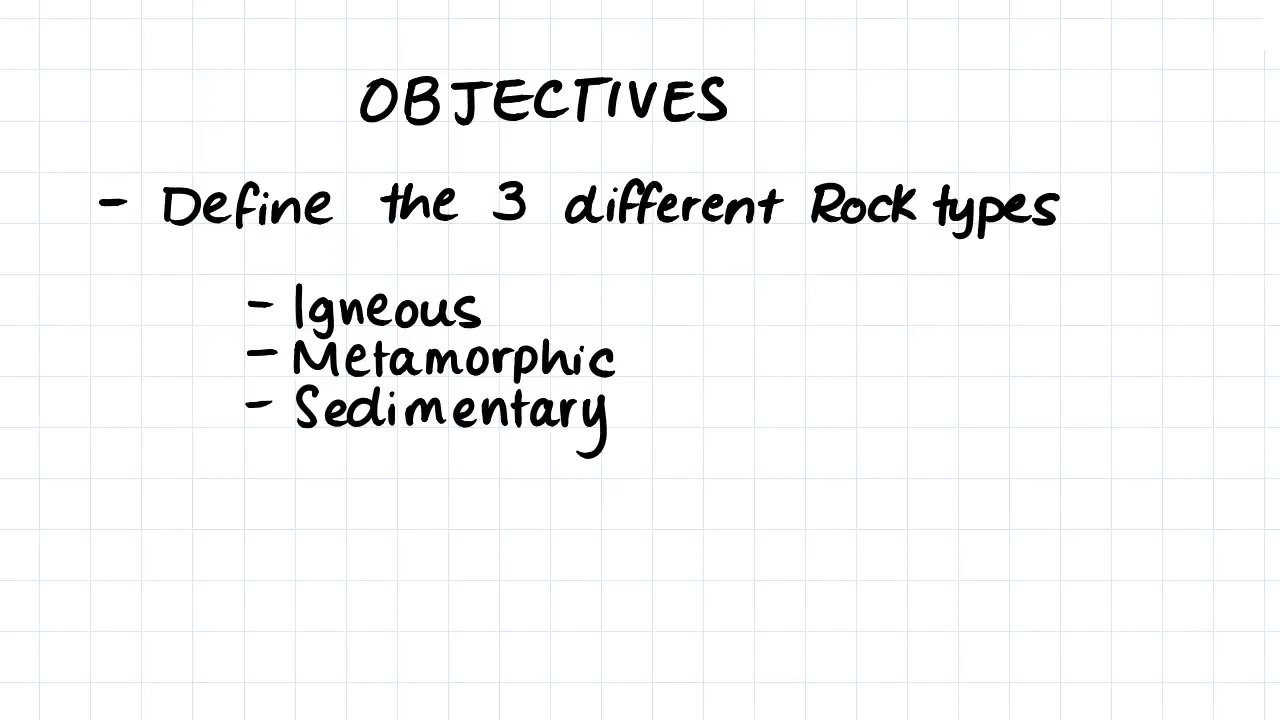 OBJECTIVES
- Define the 3 different Rock types
- Igneous
- Metamorphic
- Sedimentary